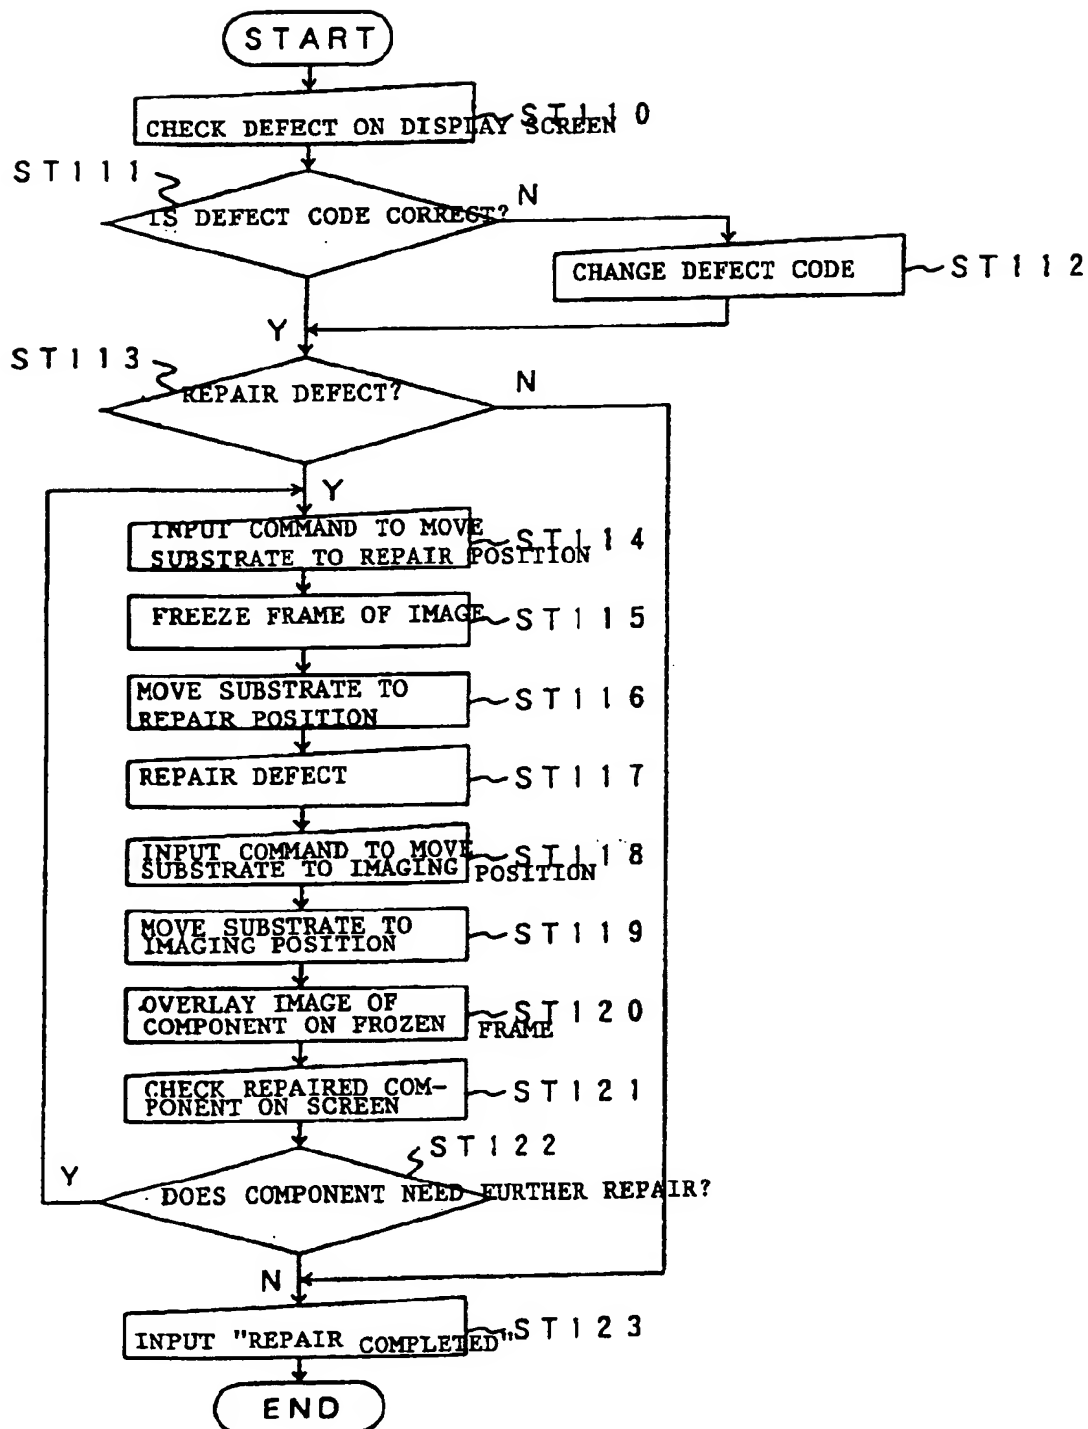 START
CHECK DEFECT ON DISPLAY SCREEN
ST110
ST111
IS DEFECT CODE CORRECT?
N
CHANGE DEFECT CODE
ST112
Y
ST113
REPAIR DEFECT?
N
Y
INPUT COMMAND TO MOVE
SUBSTRATE TO REPAIR POSITION
ST114
FREEZE FRAME OF IMAGE
ST115
MOVE SUBSTRATE TO
REPAIR POSITION
ST116
REPAIR DEFECT
ST117
INPUT COMMAND TO MOVE
SUBSTRATE TO IMAGING POSITION
ST118
MOVE SUBSTRATE TO
IMAGING POSITION
ST119
OVERLAY IMAGE OF
COMPONENT ON FROZEN FRAME
ST120
CHECK REPAIRED COM-
PONENT ON SCREEN
ST121
ST122
Y
DOES COMPONENT NEED FURTHER REPAIR?
N
INPUT "REPAIR COMPLETED"
ST123
END